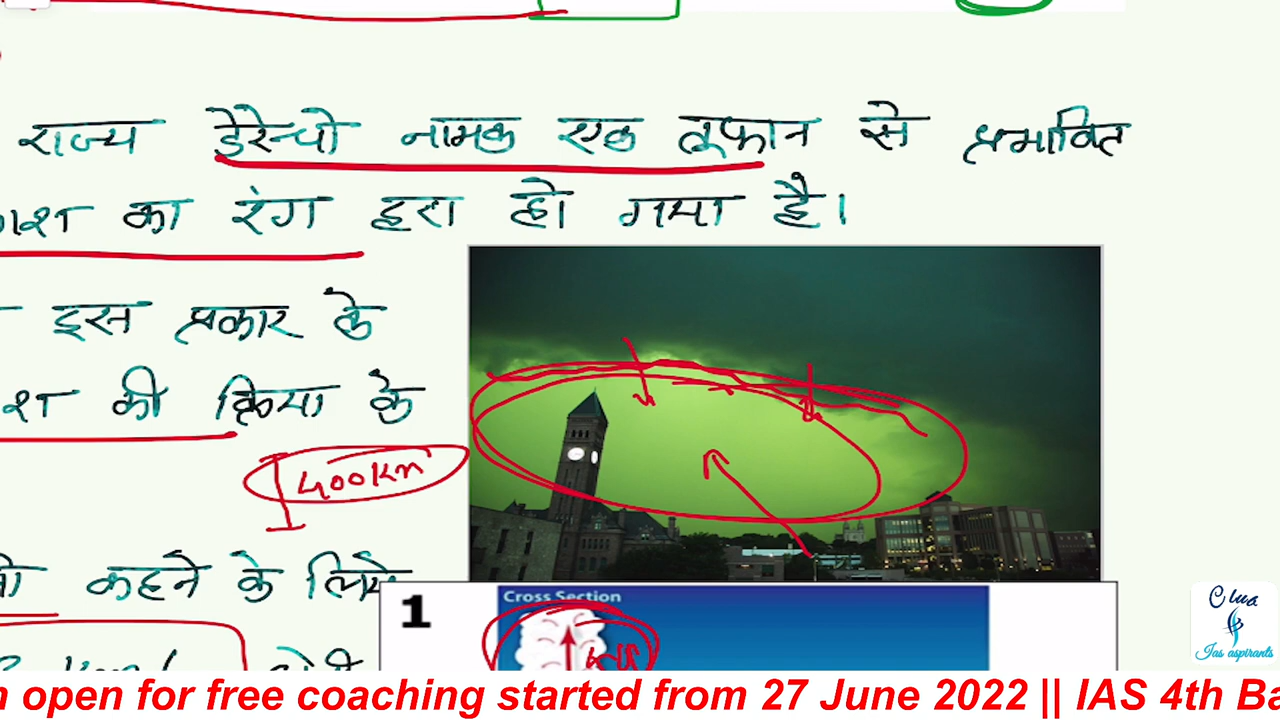 राज्य डेरेन्चो नामक एक तूफान से प्रभावित
का रंग हरा हो गया है।
इस प्रकार के
की क्रिया के
400km
कहने के लिये
1
Cross Section
open for free coaching started from 27 June 2022 || IAS 4th Ba
Clue
Ias aspirants